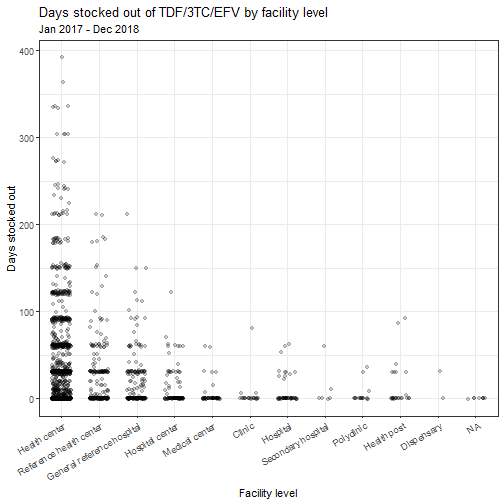 Days stocked out of TDF/3TC/EFV by facility level
Jan 2017 - Dec 2018
Days stocked out
400
300
200
100
0
Health center
Reference health center
General reference hospital
Hospital center
Medical center
Clinic
Hospital
Secondary hospital
Polyclinic
Health post
Dispensary
NA
Facility level